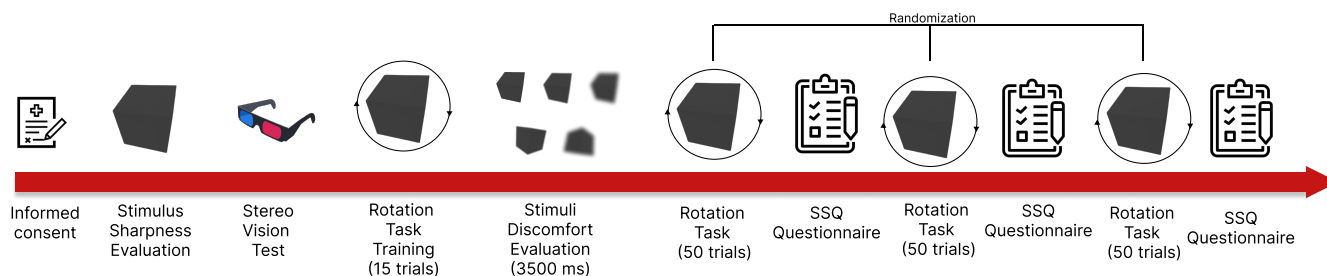 Randomization
Informed
consent
Stimulus
Sharpness
Evaluation
Stereo
Vision
Test
Rotation
Task
Training
(15 trials)
Stimuli
Discomfort
Evaluation
(3500 ms)
Rotation
Task
(50 trials)
SSQ
Questionnaire
Rotation
Task
(50 trials)
SSQ
Questionnaire
Rotation
Task
(50 trials)
SSQ
Questionnaire